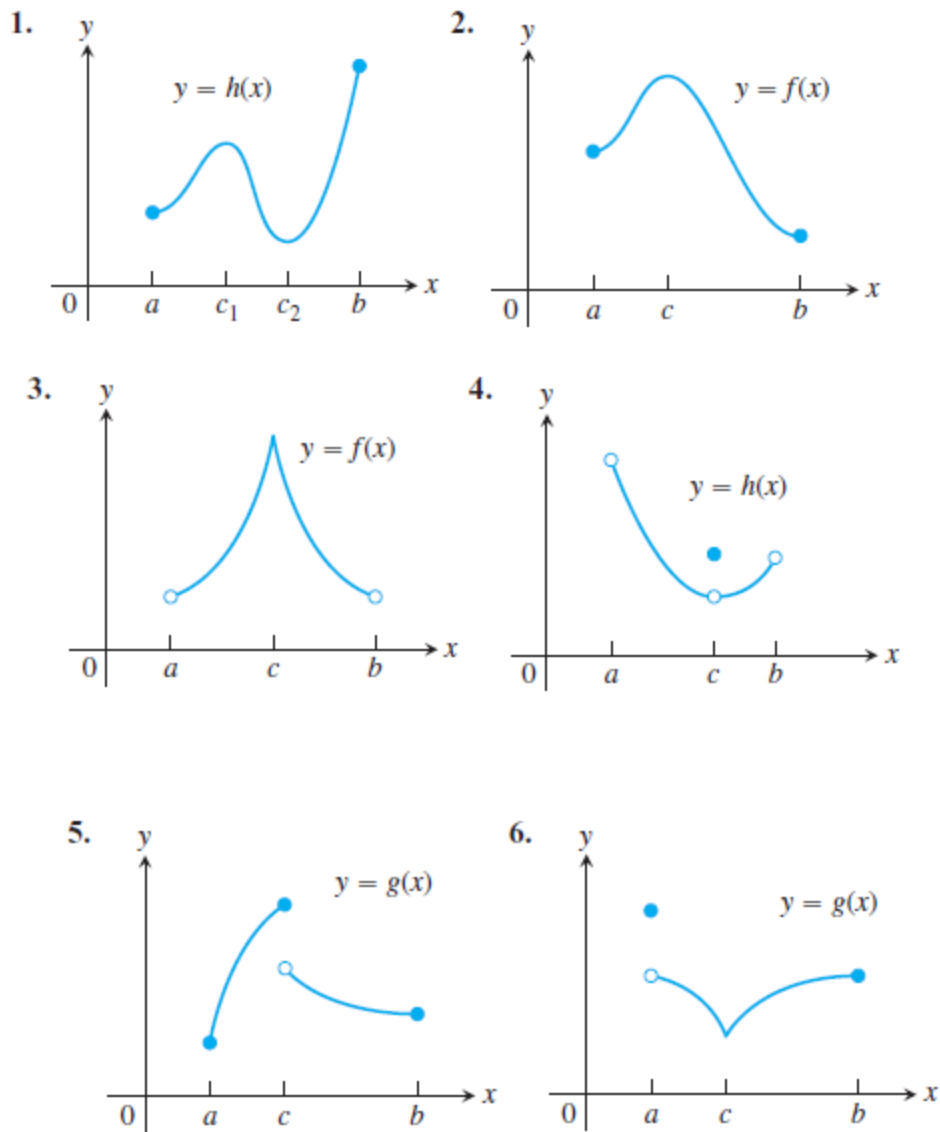 1.
y
y = h(x)
0
a
c₁
c₂
b
x
2.
y
y = f(x)
0
a
c
b
x
3.
y
y = f(x)
0
a
c
b
x
4.
y
y = h(x)
0
a
c
b
x
5.
y
y = g(x)
0
a
c
b
x
6.
y
y = g(x)
0
a
c
b
x